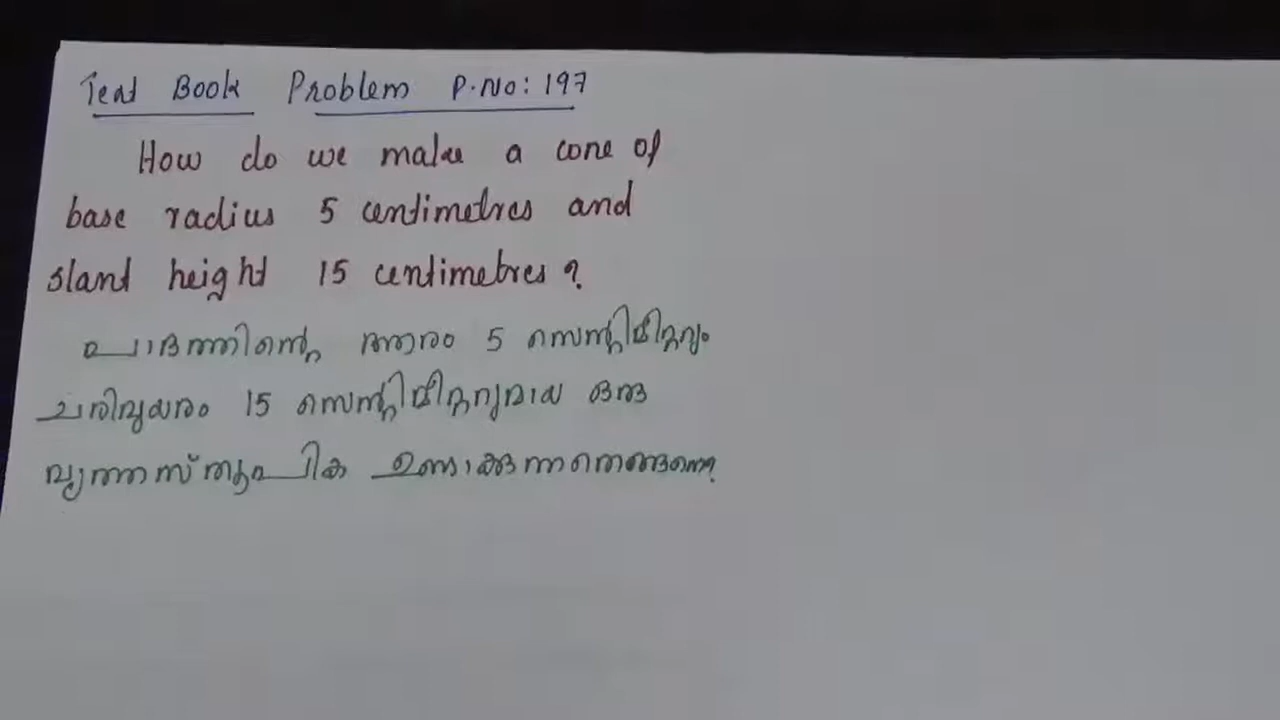 Text Book Problem P.No: 197
How do we make a cone of
base radius 5 centimetres and
slant height 15 centimetres ?
പാദത്തിന്റെ ആരം 5 സെന്റിമീറ്ററും
ചരിവുയരം 15 സെന്റിമീറ്ററുമായ ഒരു
വൃത്തസ്തൂപിക ഉണ്ടാക്കുന്നതെങ്ങനെ?